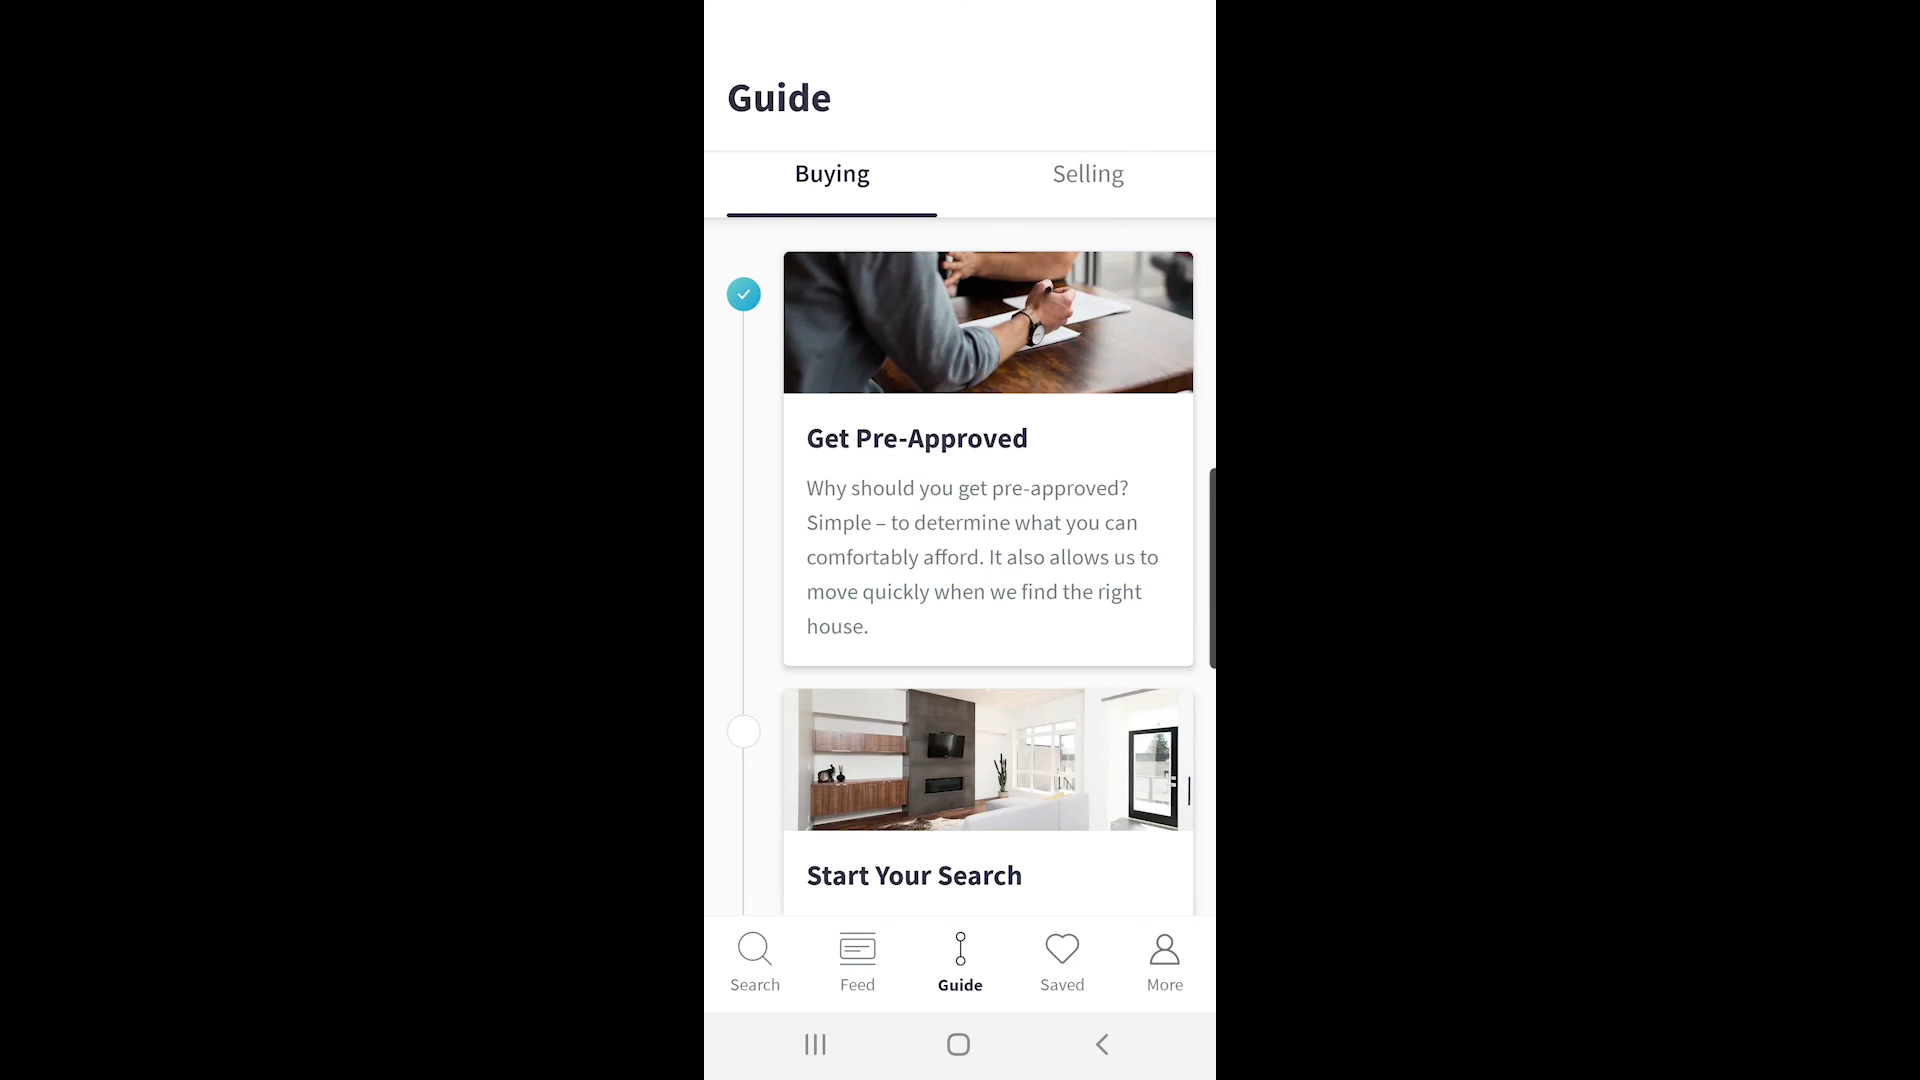 Guide
Buying
Selling
Get Pre-Approved
Why should you get pre-approved?
Simple – to determine what you can
comfortably afford. It also allows us to
move quickly when we find the right
house.
Start Your Search
Search
Feed
Guide
Saved
More